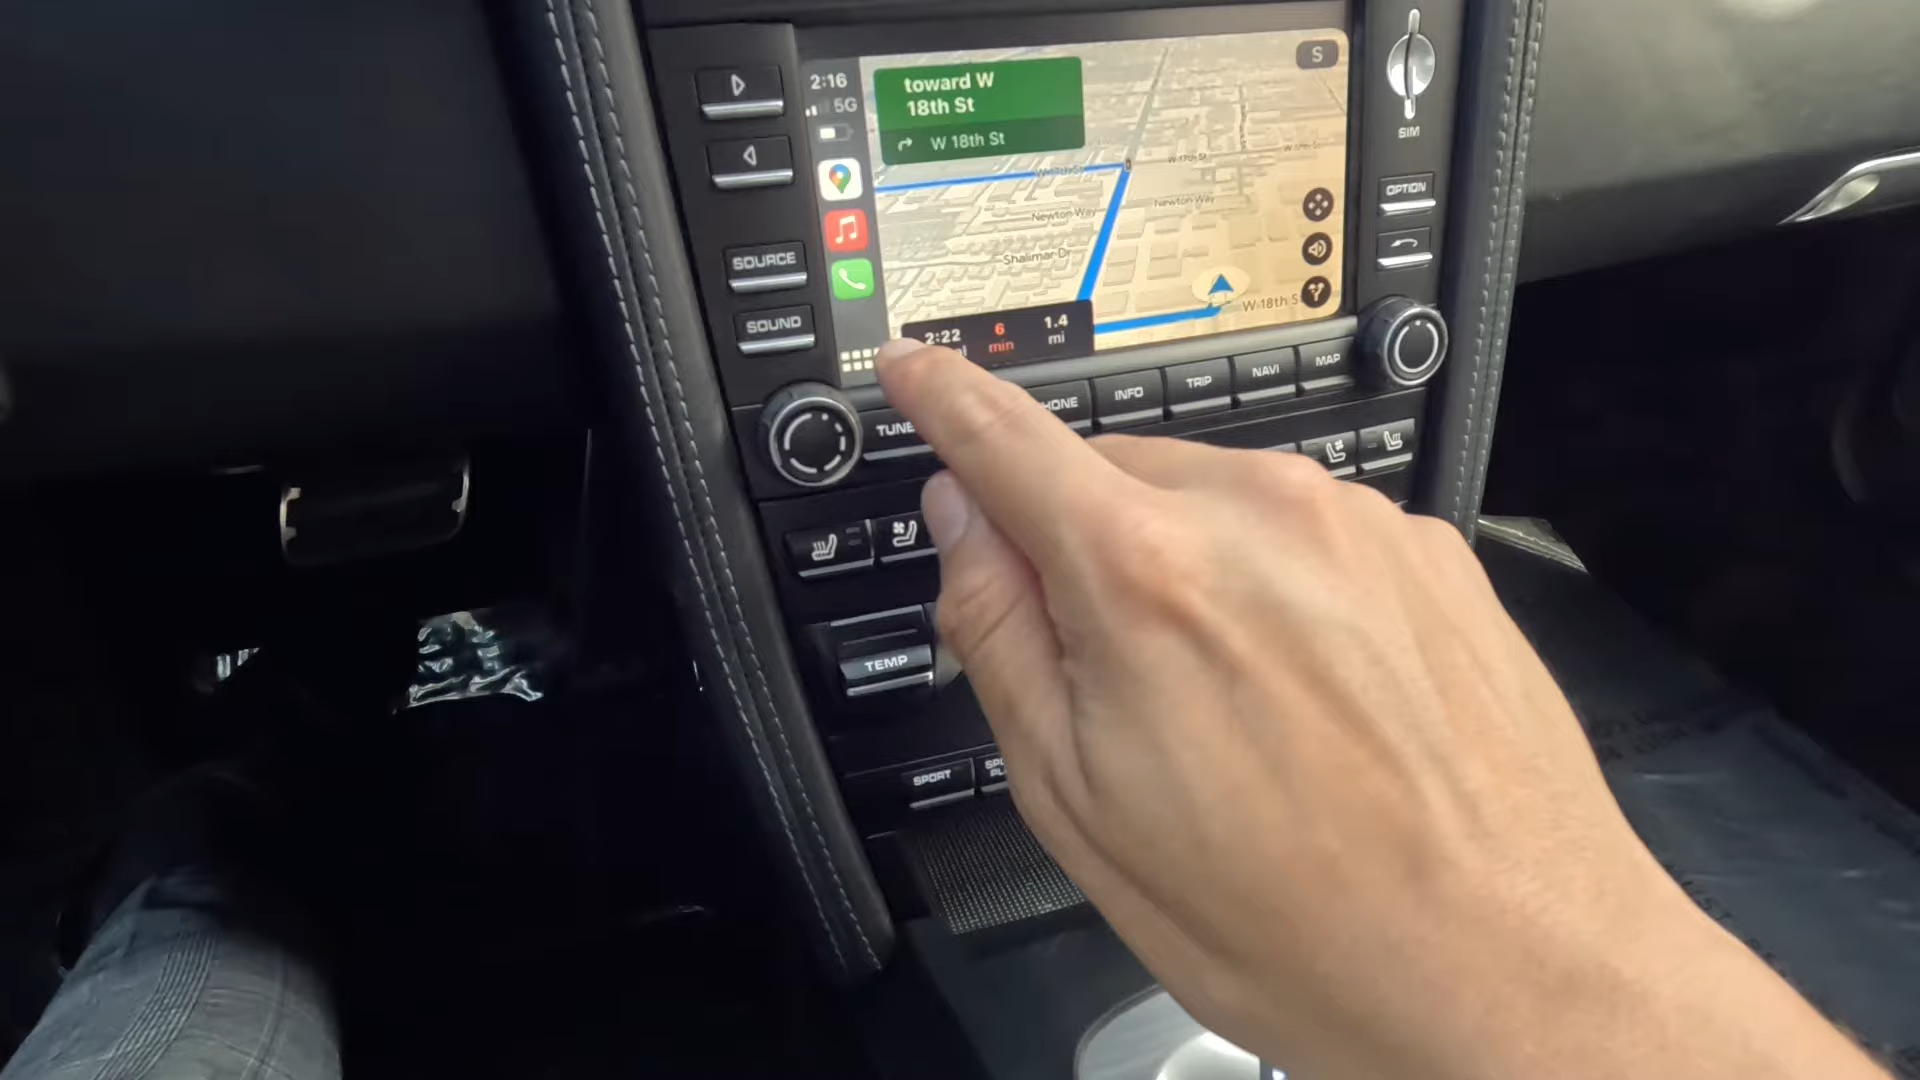 2:16
5G
toward W
18th St
W 18th St
S
SIM
W 17th St
Newton Way
Newton Way
Shalimar Dr
W 18th S
2:22
6
1.4
min
mi
OPTION
SOURCE
SOUND
TUNE
HONE
INFO
TRIP
NAVI
MAP
TEMP
SPORT